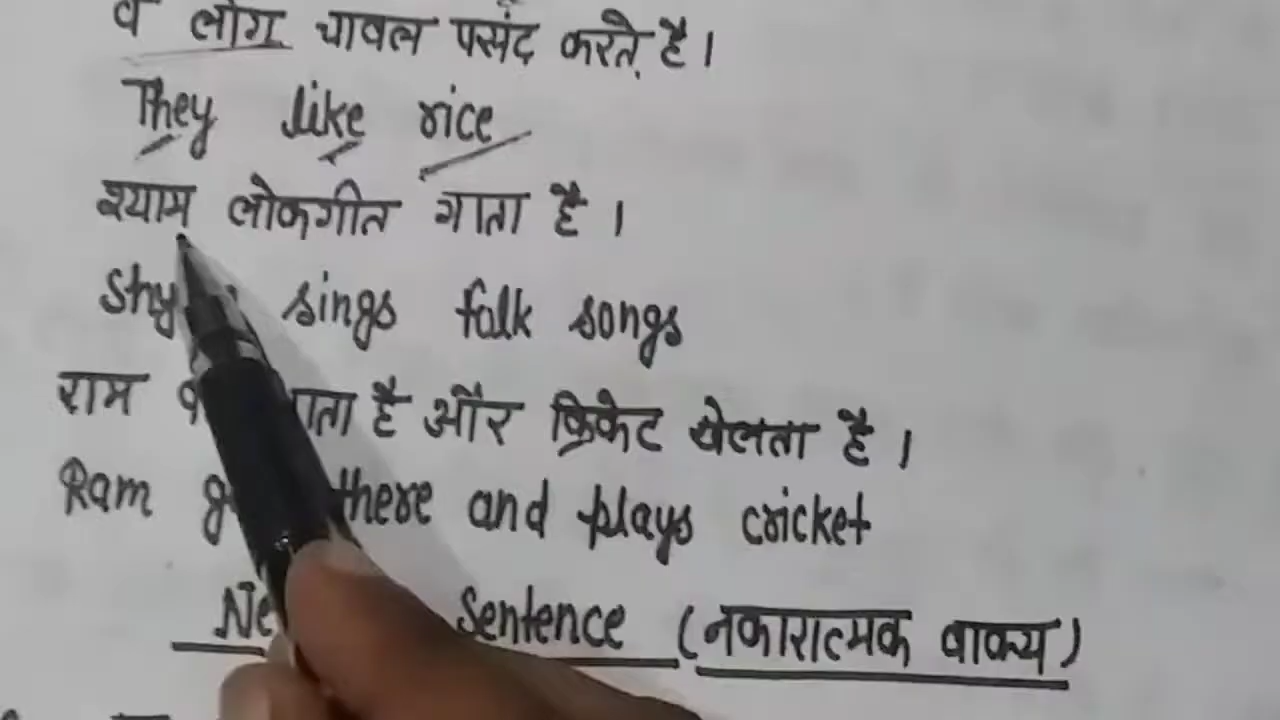 वे लोग चावल पसंद करते है।
They like rice
श्याम लोकगीत गाता है।
sings folk songs
राम है और क्रिकेट खेलता है।
Ram there and plays cricket
Sentence (नकारात्मक वाक्य)